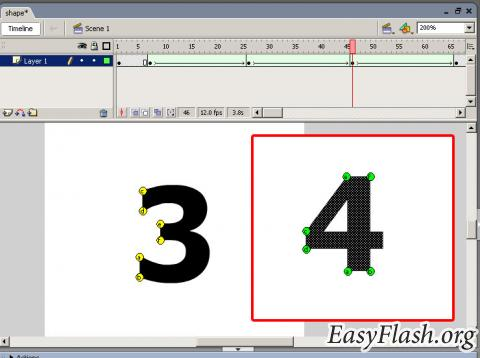 shape*
Timeline
Scene 1
200%
1 5 10 15 20 25 30 35 40 45 50 55 60 65
Layer 1
46 12.0 fps 3.8s
3 4
EasyFlash.org
Actions